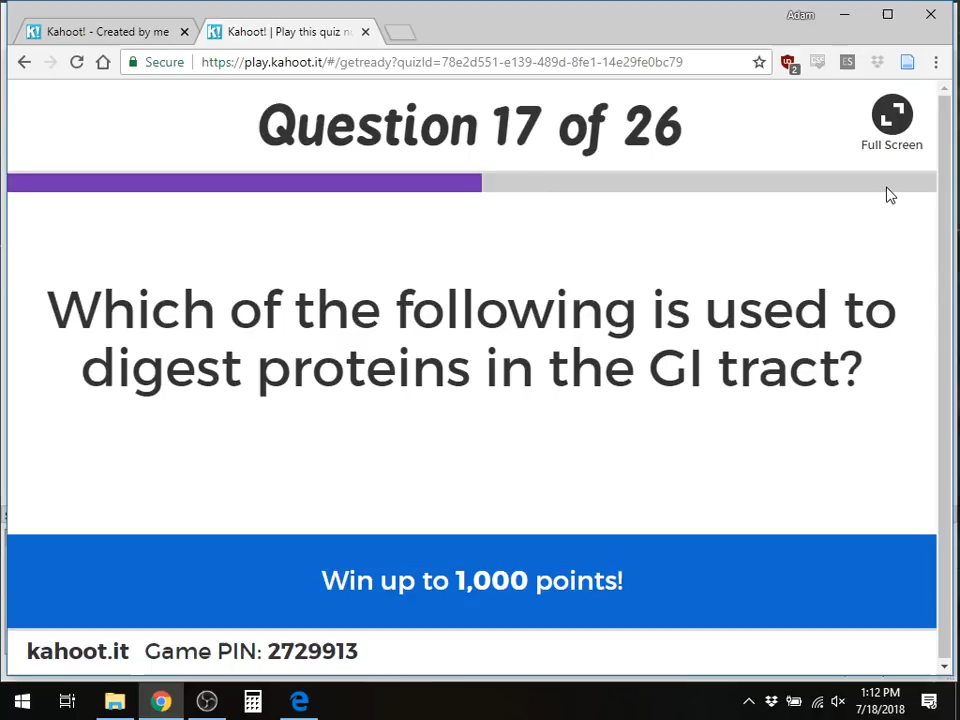 Adam
Kahoot! - Created by me
Kahoot! | Play this quiz n
Secure https://play.kahoot.it/#/getready?quizId=78e2d551-e139-489d-8fe1-14e29fe0bc79
2
ES
Question 17 of 26
Full Screen
Which of the following is used to
digest proteins in the GI tract?
Win up to 1,000 points!
kahoot.it Game PIN: 2729913
1:12 PM
7/18/2018